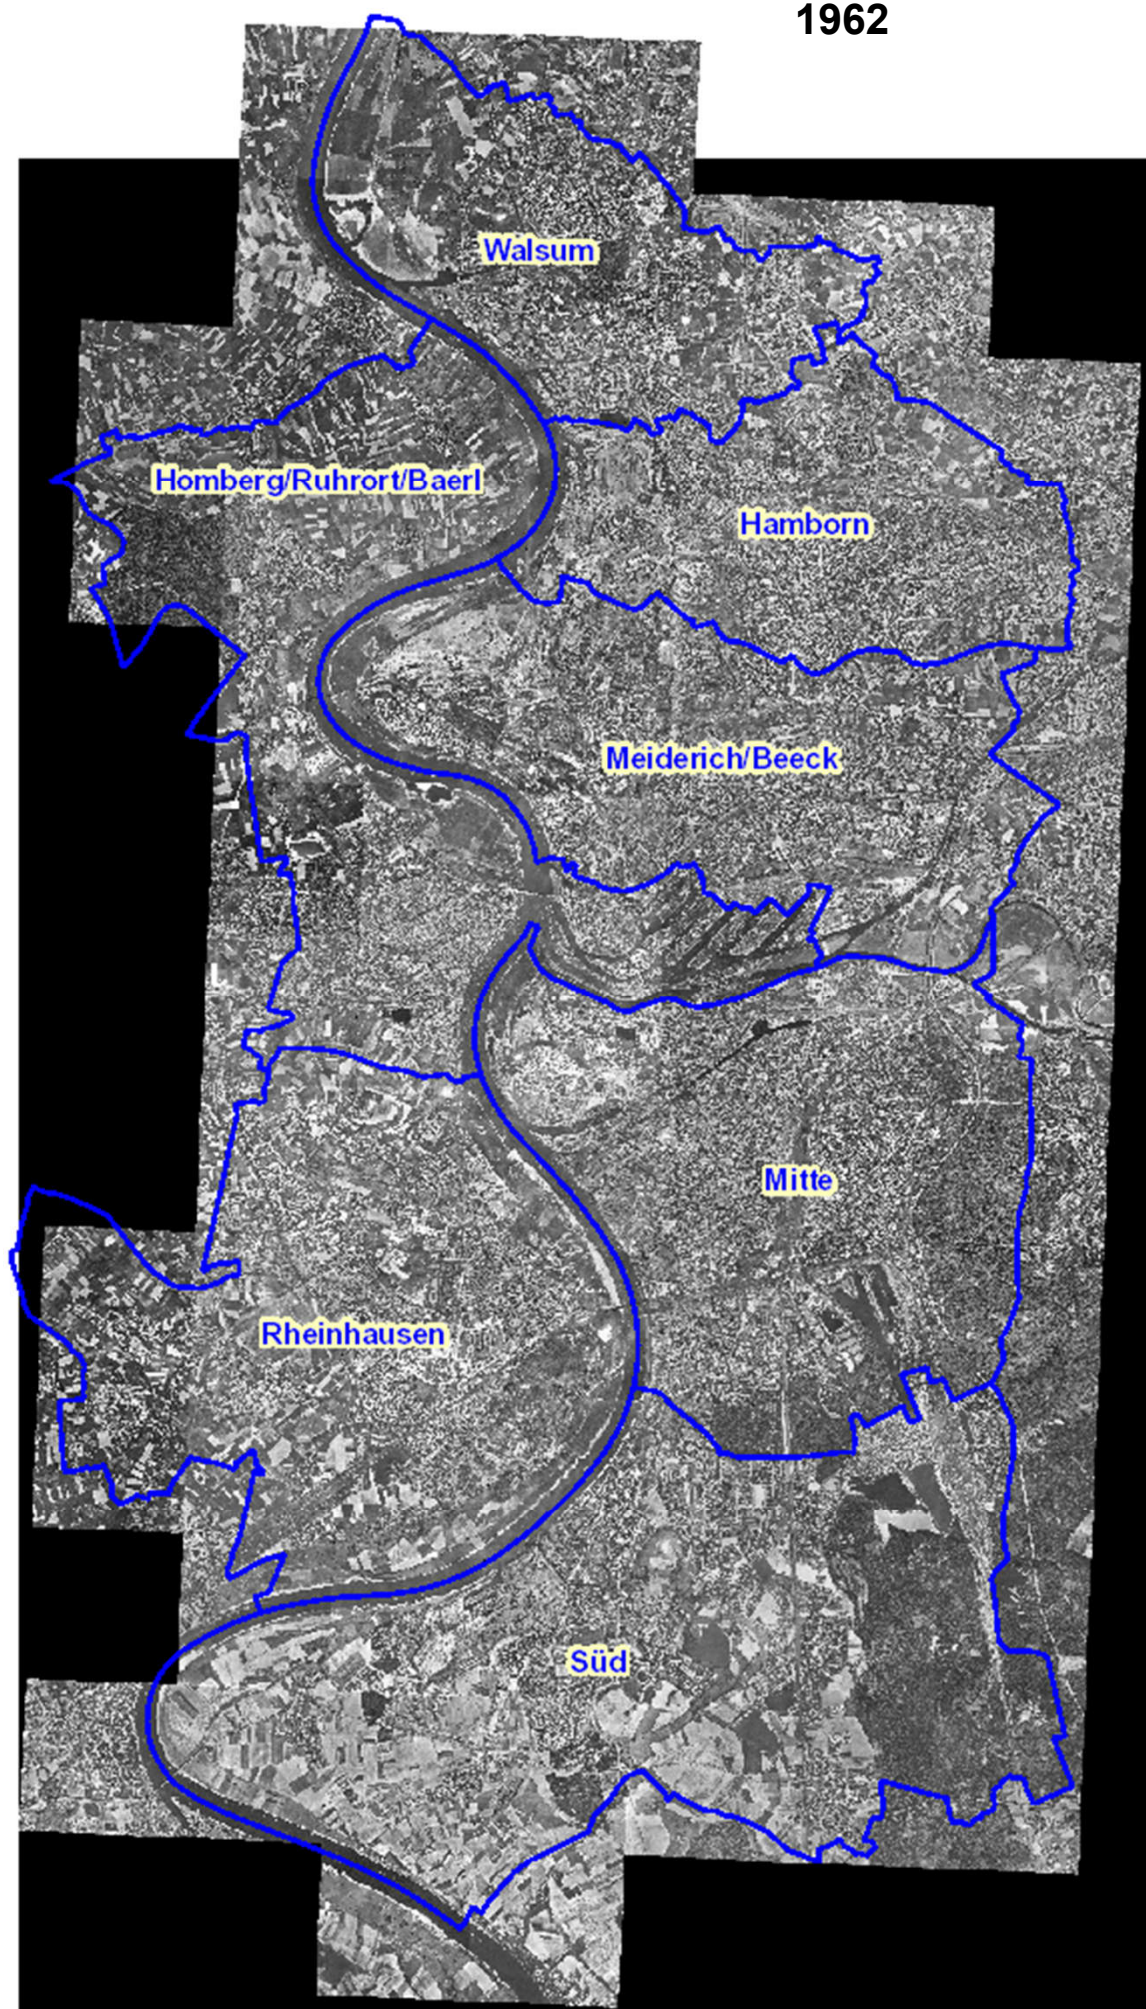 1962
Walsum
Homberg/Ruhrort/Baerl
Hamborn
Meiderich/Beeck
Mitte
Rheinhausen
Süd